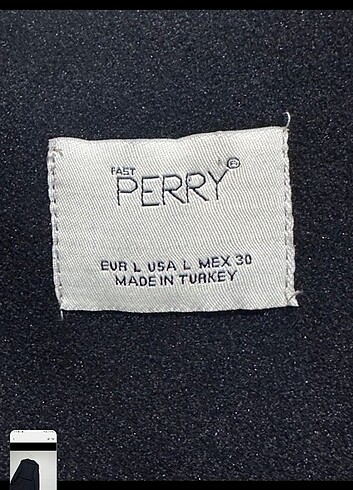 FAST
PERRY®
EUR L USA L MEX 30
MADE IN TURKEY